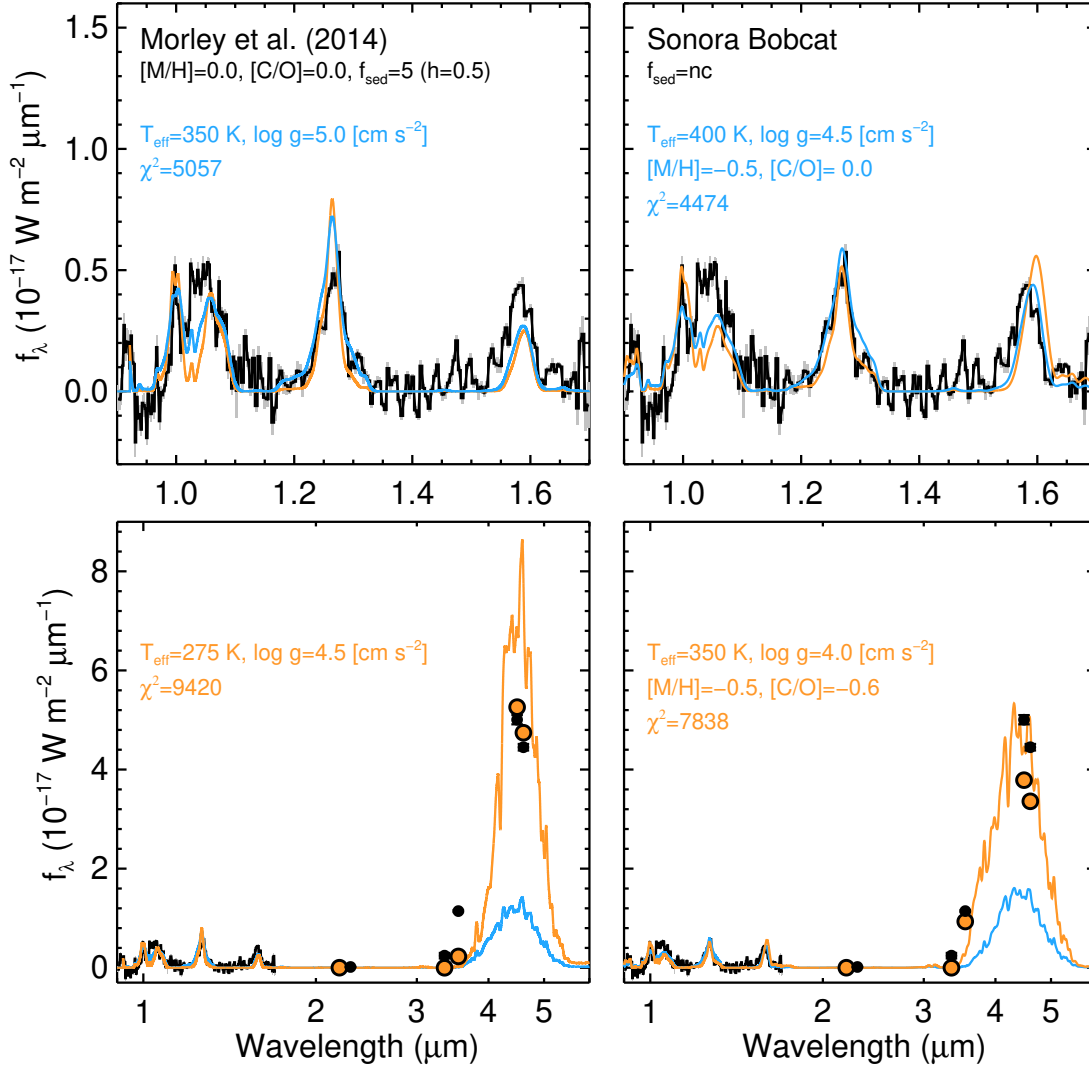 Morley et al. (2014)
[M/H]=0.0, [C/O]=0.0, f_sed=5 (h=0.5)
T_eff=350 K, log g=5.0 [cm s⁻²]
χ²=5057
1.5
1.0
0.5
0.0
f_λ (10⁻¹⁷ W m⁻² μm⁻¹)
1.0 1.2 1.4 1.6
Sonora Bobcat
f_sed=nc
T_eff=400 K, log g=4.5 [cm s⁻²]
[M/H]=−0.5, [C/O]= 0.0
χ²=4474
1.0 1.2 1.4 1.6
T_eff=275 K, log g=4.5 [cm s⁻²]
χ²=9420
8
6
4
2
0
f_λ (10⁻¹⁷ W m⁻² μm⁻¹)
1 2 3 4 5
Wavelength (μm)
T_eff=350 K, log g=4.0 [cm s⁻²]
[M/H]=−0.5, [C/O]=−0.6
χ²=7838
1 2 3 4 5
Wavelength (μm)